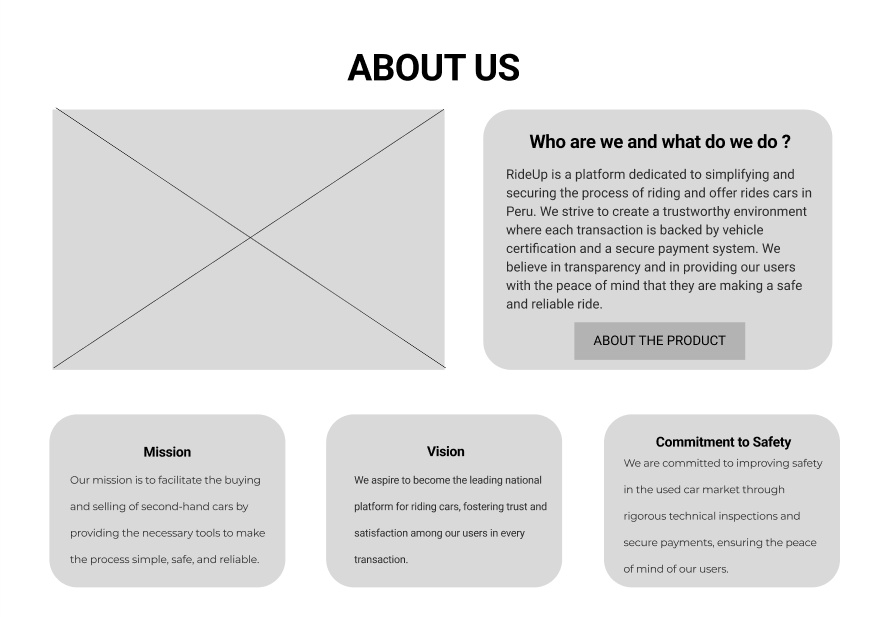 ABOUT US
Who are we and what do we do ?
RideUp is a platform dedicated to simplifying and
securing the process of riding and offer rides cars in
Peru. We strive to create a trustworthy environment
where each transaction is backed by vehicle
certification and a secure payment system. We
believe in transparency and in providing our users
with the peace of mind that they are making a safe
and reliable ride.
ABOUT THE PRODUCT
Mission
Our mission is to facilitate the buying
and selling of second-hand cars by
providing the necessary tools to make
the process simple, safe, and reliable.
Vision
We aspire to become the leading national
platform for riding cars, fostering trust and
satisfaction among our users in every
transaction.
Commitment to Safety
We are committed to improving safety
in the used car market through
rigorous technical inspections and
secure payments, ensuring the peace
of mind of our users.